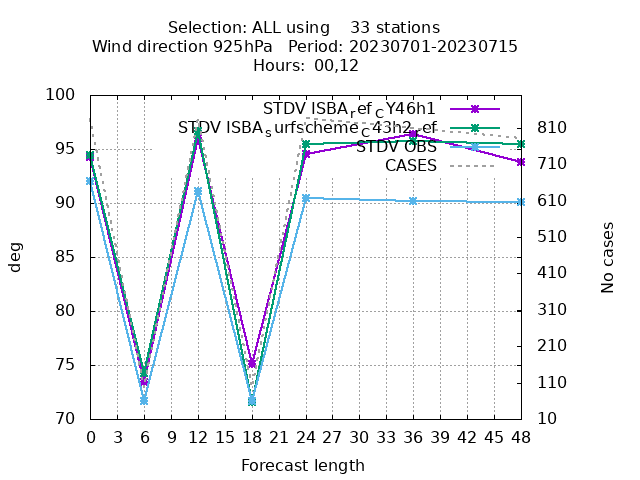 Selection: ALL using 33 stations
Wind direction 925hPa Period: 20230701-20230715
Hours: 00,12
100
95
90
85
80
75
70
deg
STDV ISBA_ref_CY46h1
STDV ISBA_surfscheme_C43h2_ref
STDV OBS
CASES
810
710
610
510
410
310
210
110
10
No cases
0 3 6 9 12 15 18 21 24 27 30 33 36 39 42 45 48
Forecast length